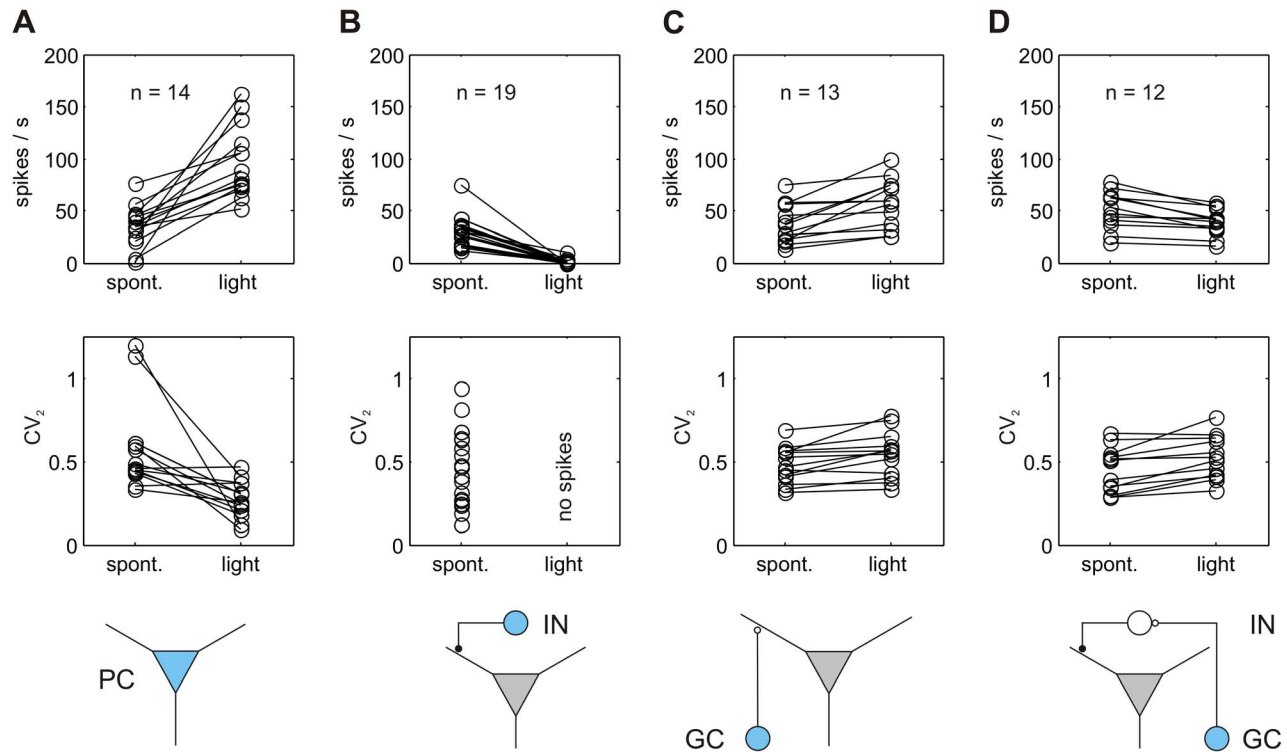 A
B
C
D
200
150
100
50
0
spikes / s
n = 14
spont.
light
200
150
100
50
0
spikes / s
n = 19
spont.
light
200
150
100
50
0
spikes / s
n = 13
spont.
light
200
150
100
50
0
spikes / s
n = 12
spont.
light
1
0.5
0
CV₂
spont.
light
1
0.5
0
CV₂
no spikes
spont.
light
1
0.5
0
CV₂
spont.
light
1
0.5
0
CV₂
spont.
light
PC
IN
GC
IN
GC